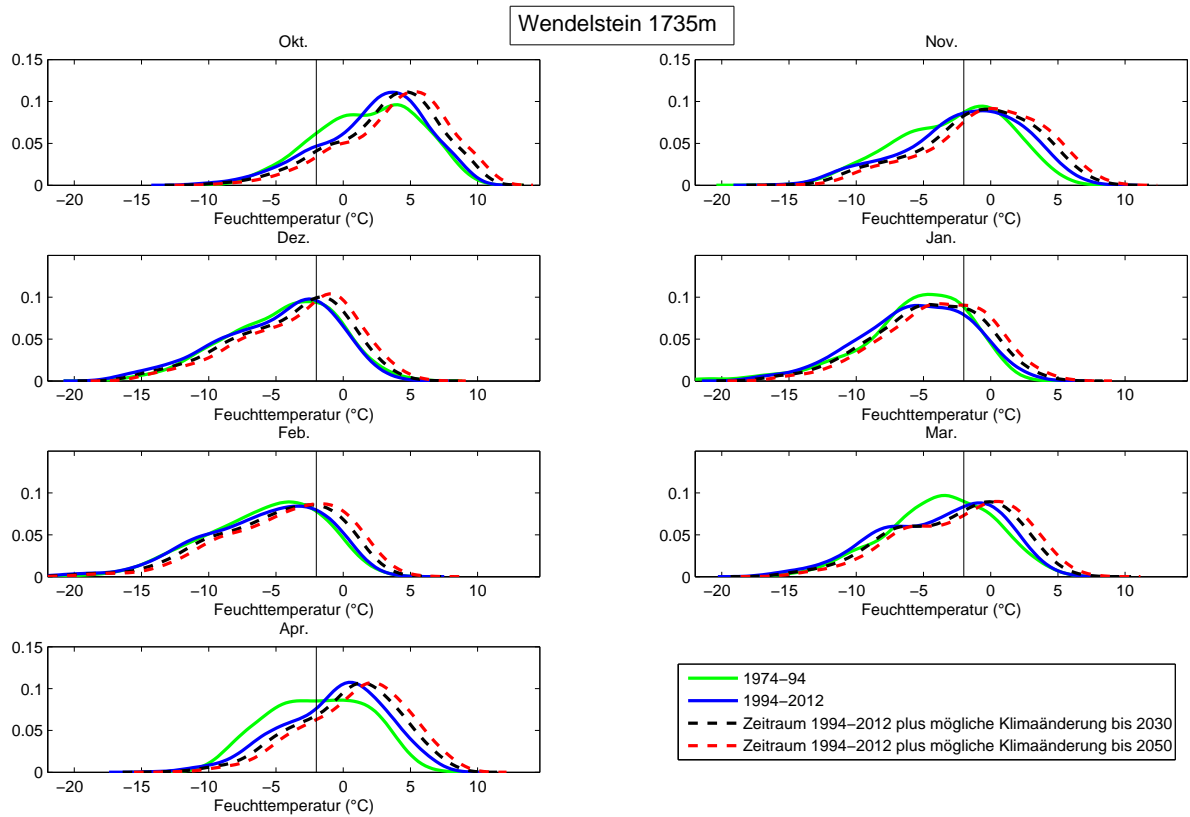 Wendelstein 1735m
Okt.
0.15
0.1
0.05
0
−20 −15 −10 −5 0 5 10
Feuchttemperatur (°C)
Nov.
0.15
0.1
0.05
0
−20 −15 −10 −5 0 5 10
Feuchttemperatur (°C)
Dez.
0.1
0.05
0
−20 −15 −10 −5 0 5 10
Feuchttemperatur (°C)
Jan.
0.1
0.05
0
−20 −15 −10 −5 0 5 10
Feuchttemperatur (°C)
Feb.
0.1
0.05
0
−20 −15 −10 −5 0 5 10
Feuchttemperatur (°C)
Mar.
0.1
0.05
0
−20 −15 −10 −5 0 5 10
Feuchttemperatur (°C)
Apr.
0.15
0.1
0.05
0
−20 −15 −10 −5 0 5 10
Feuchttemperatur (°C)
1974−94
1994−2012
Zeitraum 1994−2012 plus mögliche Klimaänderung bis 2030
Zeitraum 1994−2012 plus mögliche Klimaänderung bis 2050